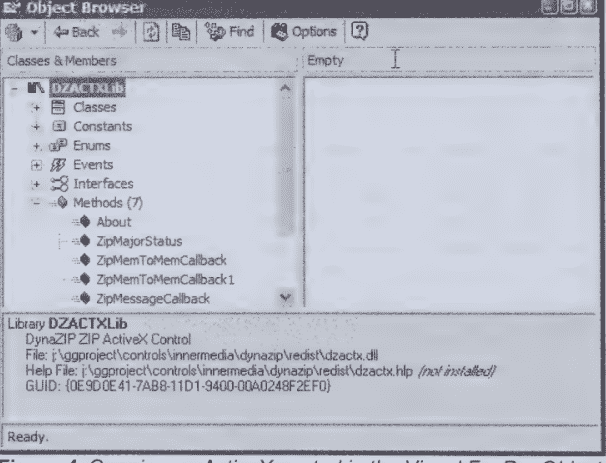 Object Browser
Back Find Options
Classes & Members Empty
DZACTXLib
Classes
Constants
Enums
Events
Interfaces
Methods (7)
About
ZipMajorStatus
ZipMemToMemCallback
ZipMemToMemCallback1
ZipMessageCallback
Library DZACTXLib
DynaZIP ZIP ActiveX Control
File: j:\ggproject\controls\innermedia\dynazip\redist\dzactx.dll
Help File: j:\ggproject\controls\innermedia\dynazip\redist\dzactx.hlp (not installed)
GUID: {0E9D0E41-7AB8-11D1-9400-00A0248F2EF0}
Ready.